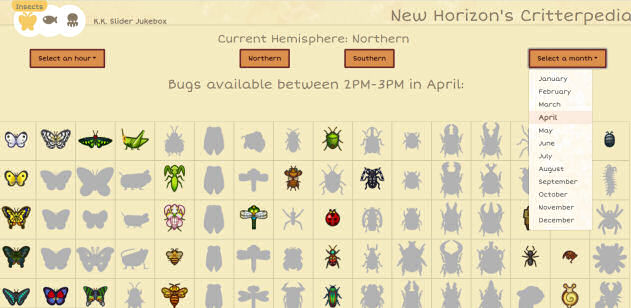 Insects
New Horizon's Critterpedia
K.K. Slider Jukebox
Current Hemisphere: Northern
Select an hour
Northern
Southern
Select a month
Bugs available between 2PM-3PM in April:
January
February
March
April
May
June
July
August
September
October
November
December